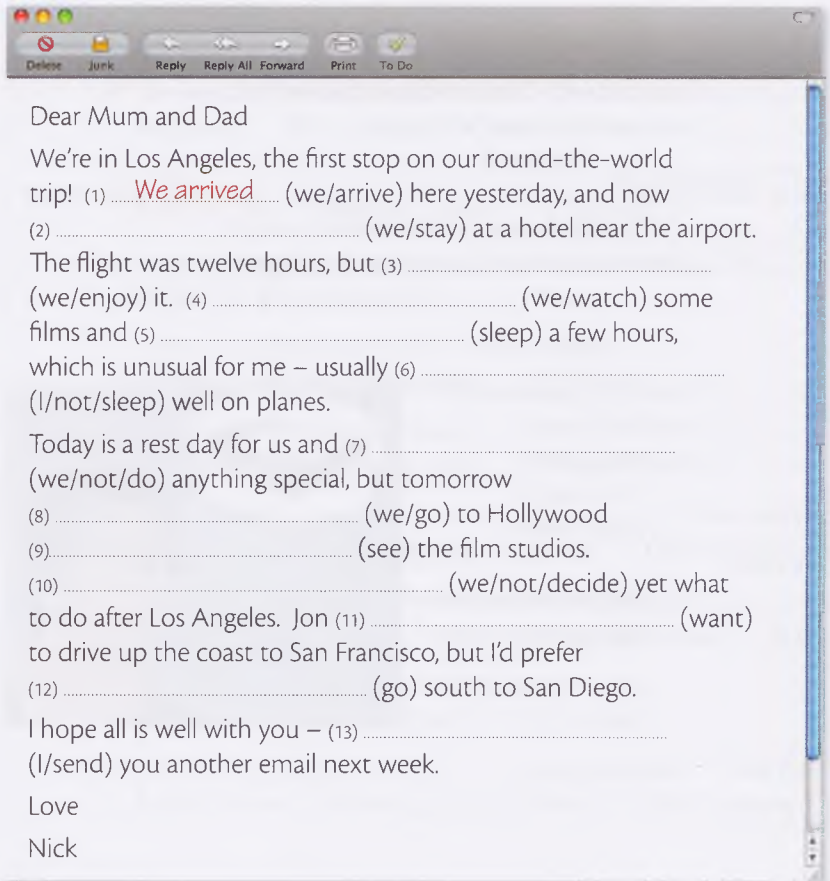 Delete Junk Reply Reply All Forward Print To Do
Dear Mum and Dad
We're in Los Angeles, the first stop on our round-the-world
trip! (1) We arrived (we/arrive) here yesterday, and now
(2) (we/stay) at a hotel near the airport.
The flight was twelve hours, but (3)
(we/enjoy) it. (4) (we/watch) some
films and (5) (sleep) a few hours,
which is unusual for me – usually (6)
(I/not/sleep) well on planes.
Today is a rest day for us and (7)
(we/not/do) anything special, but tomorrow
(8) (we/go) to Hollywood
(9) (see) the film studios.
(10) (we/not/decide) yet what
to do after Los Angeles. Jon (11) (want)
to drive up the coast to San Francisco, but I'd prefer
(12) (go) south to San Diego.
I hope all is well with you – (13)
(I/send) you another email next week.
Love
Nick